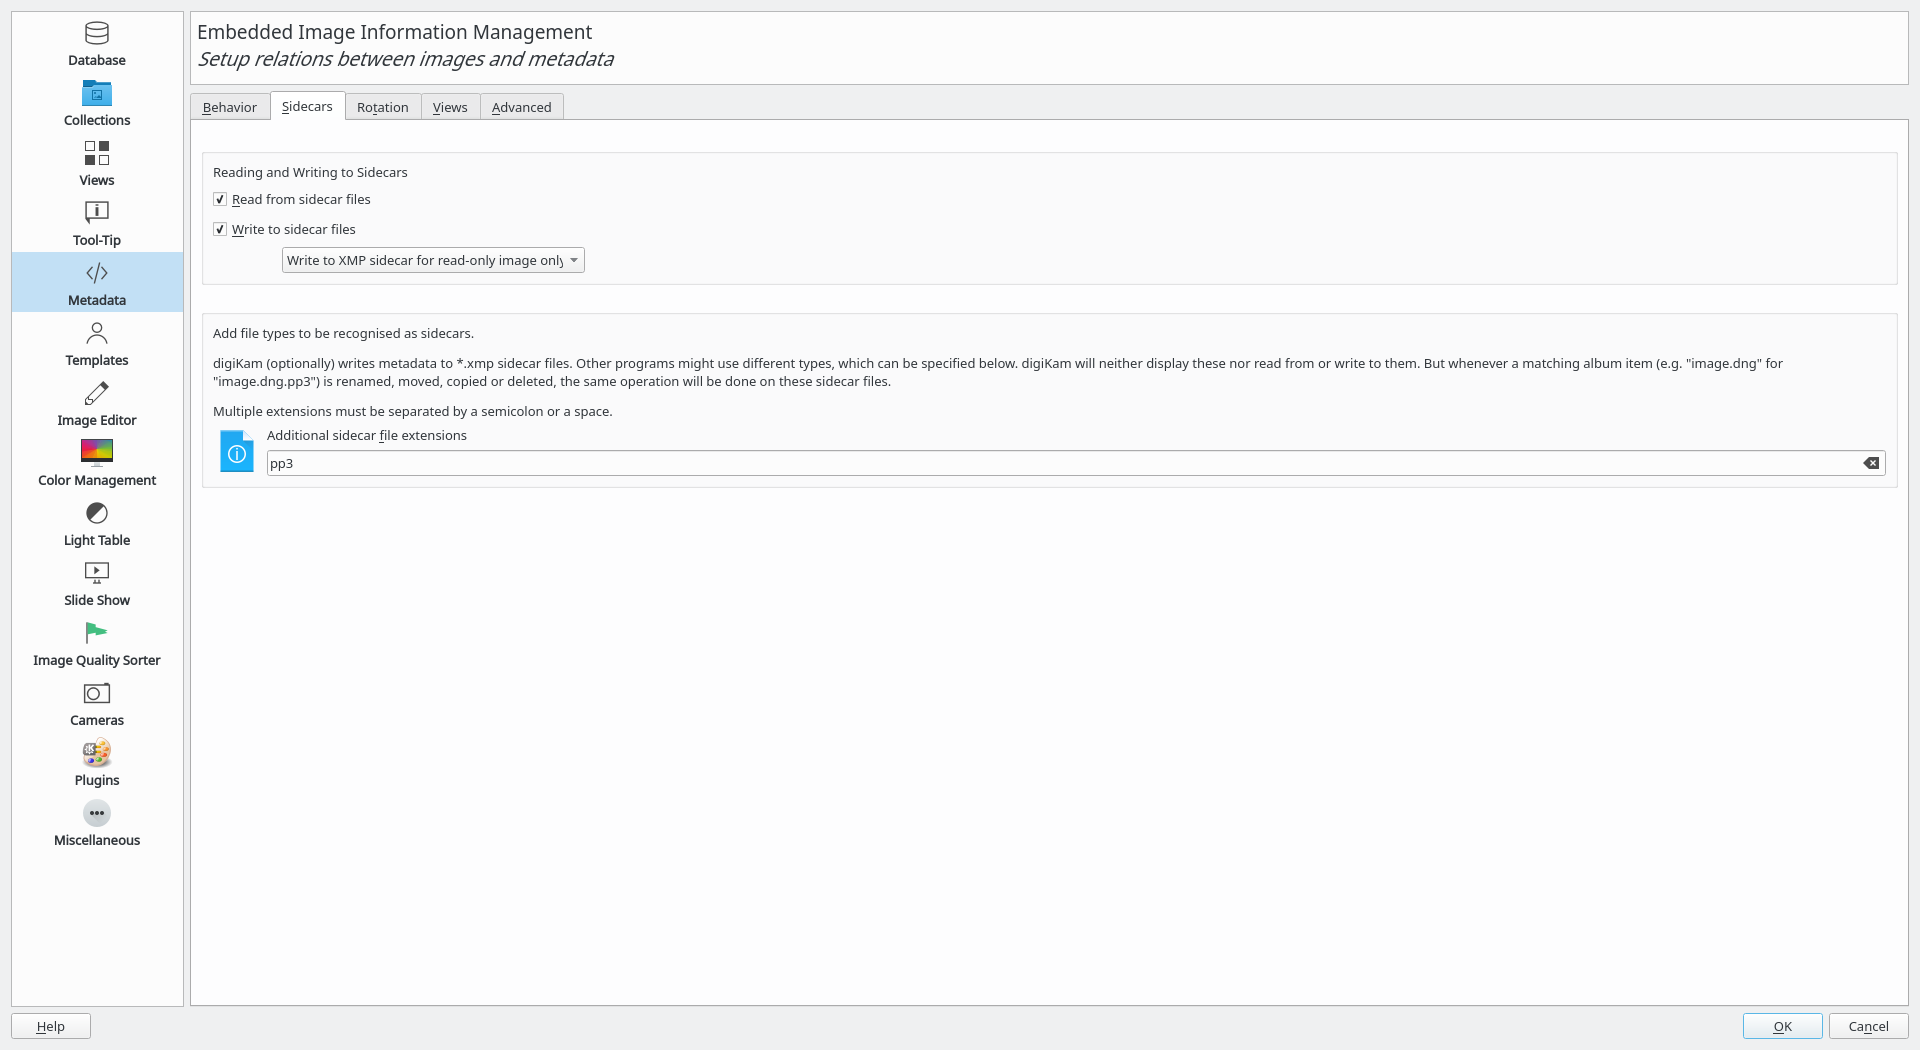 Database
Collections
Views
Tool-Tip
Metadata
Templates
Image Editor
Color Management
Light Table
Slide Show
Image Quality Sorter
Cameras
Plugins
Miscellaneous
Embedded Image Information Management
Setup relations between images and metadata
Behavior Sidecars Rotation Views Advanced
Reading and Writing to Sidecars
Read from sidecar files
Write to sidecar files
Write to XMP sidecar for read-only image only
Add file types to be recognised as sidecars.
digiKam (optionally) writes metadata to *.xmp sidecar files. Other programs might use different types, which can be specified below. digiKam will neither display these nor read from or write to them. But whenever a matching album item (e.g. "image.dng" for
"image.dng.pp3") is renamed, moved, copied or deleted, the same operation will be done on these sidecar files.
Multiple extensions must be separated by a semicolon or a space.
Additional sidecar file extensions
pp3
Help OK Cancel